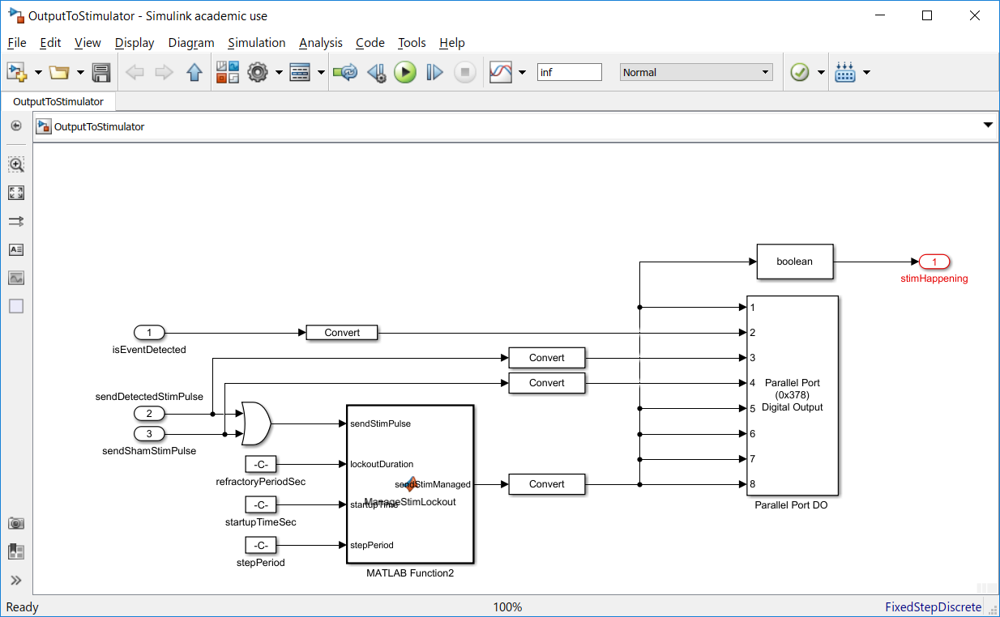 OutputToStimulator - Simulink academic use
File Edit View Display Diagram Simulation Analysis Code Tools Help
inf
Normal
OutputToStimulator
OutputToStimulator
boolean
1
stimHappening
1
isEventDetected
Convert
Convert
Convert
sendDetectedStimPulse
2
3
sendShamStimPulse
-C-
refractoryPeriodSec
-C-
startupTimeSec
-C-
stepPeriod
sendStimPulse
lockoutDuration
sendStimManaged
startupTime
ManageStimLockout
stepPeriod
MATLAB Function2
Convert
1
2
3
4
5
6
7
8
Parallel Port
(0x378)
Digital Output
Parallel Port DO
Ready
100%
FixedStepDiscrete